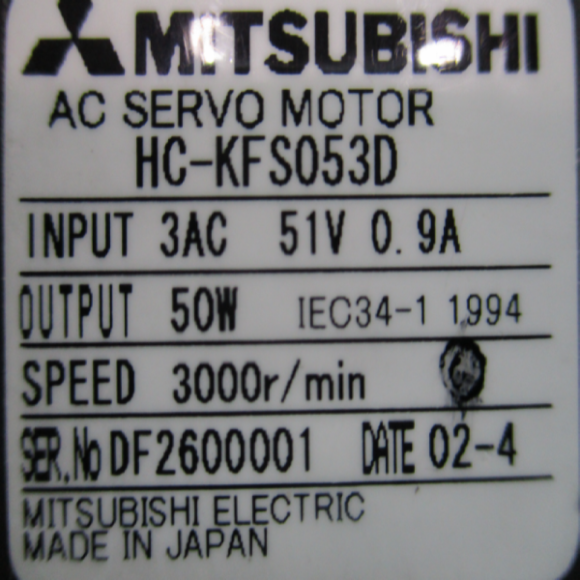 MITSUBISHI
AC SERVO MOTOR
HC-KFS053D
INPUT 3AC 51V 0.9A
OUTPUT 50W IEC34-1 1994
SPEED 3000r/min
SER.No DF2600001 DATE 02-4
MITSUBISHI ELECTRIC
MADE IN JAPAN